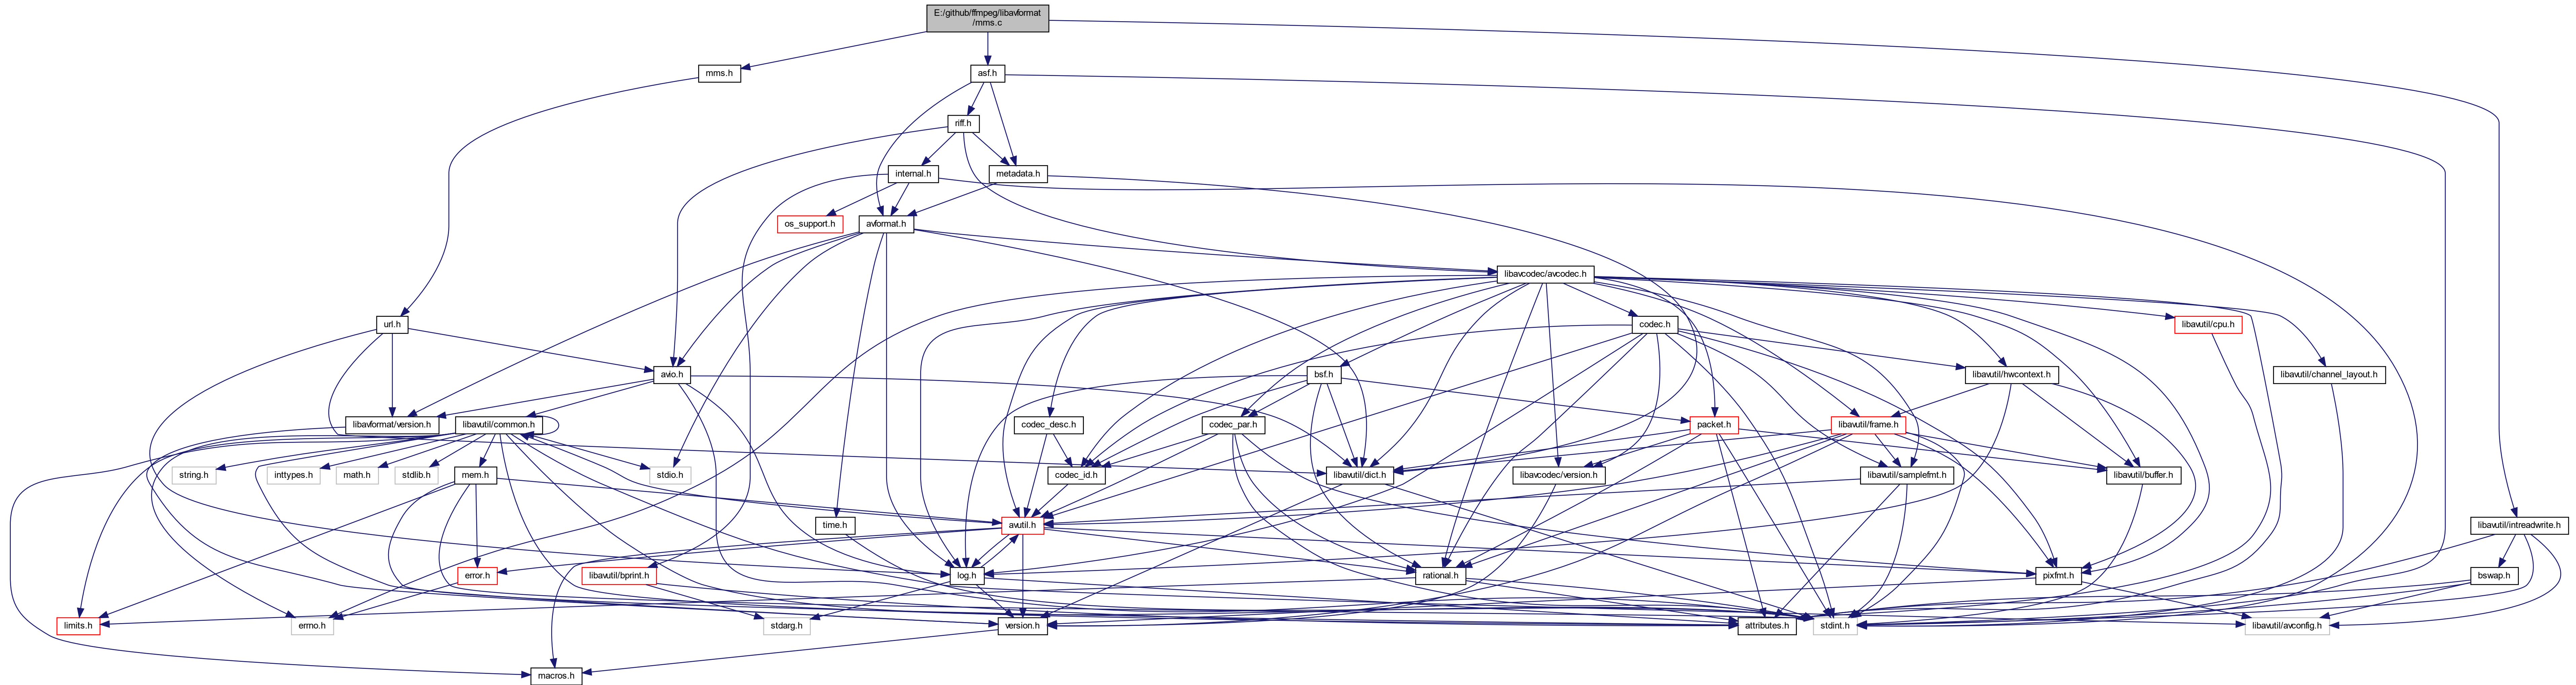 E:/github/ffmpeg/libavformat
/mms.c
mms.h
asf.h
riff.h
internal.h
metadata.h
os_support.h
avformat.h
libavcodec/avcodec.h
url.h
codec.h
libavutil/cpu.h
avio.h
bsf.h
libavutil/hwcontext.h
libavutil/channel_layout.h
libavformat/version.h
libavutil/common.h
codec_desc.h
codec_par.h
packet.h
libavutil/frame.h
string.h
inttypes.h
math.h
stdlib.h
mem.h
stdio.h
codec_id.h
libavutil/dict.h
libavcodec/version.h
libavutil/samplefmt.h
libavutil/buffer.h
time.h
avutil.h
libavutil/intreadwrite.h
error.h
libavutil/bprint.h
log.h
rational.h
pixfmt.h
bswap.h
limits.h
errno.h
stdarg.h
version.h
attributes.h
stdint.h
libavutil/avconfig.h
macros.h